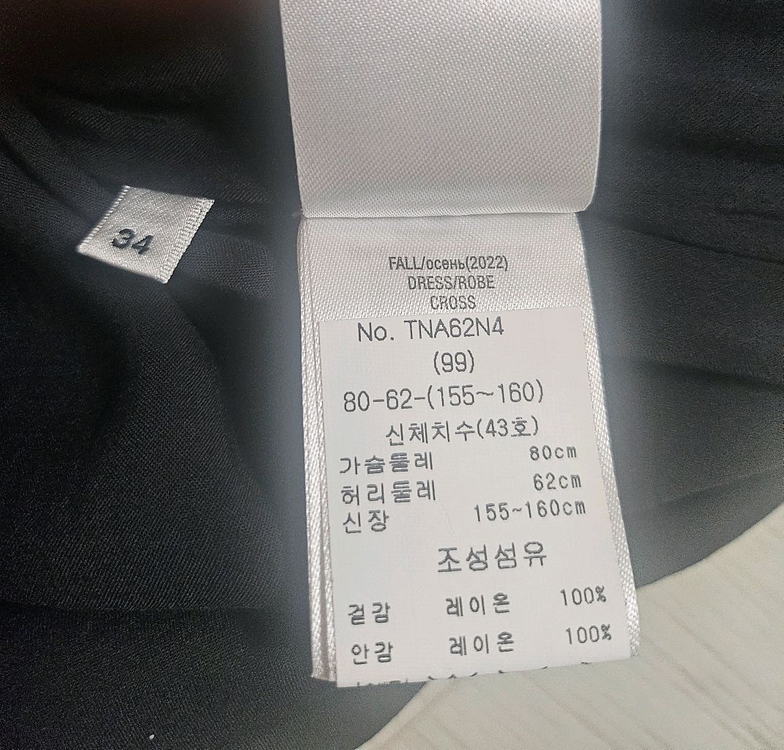 34
FALL/осень(2022)
DRESS/ROBE
CROSS
No. TNA62N4
(99)
80-62-(155~160)
신체치수(43호)
가슴둘레 80cm
허리둘레 62cm
신장 155~160cm
조성섬유
겉감 레이온 100%
안감 레이온 100%